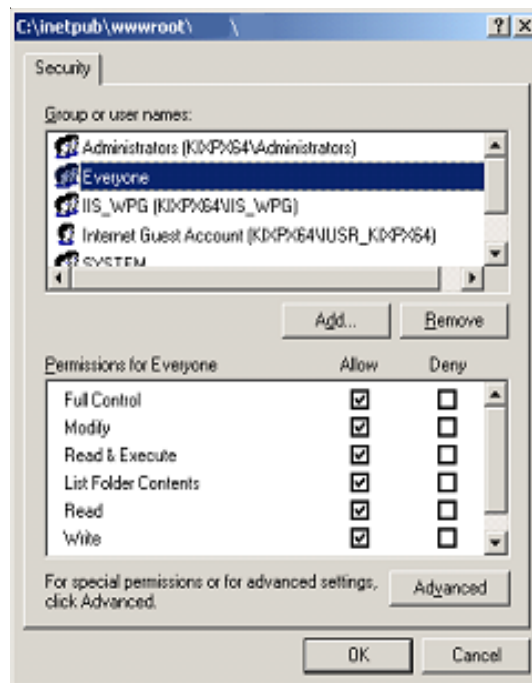 C:\inetpub\wwwroot\ \
Security
Group or user names:
Administrators (KIXPX64\Administrators)
Everyone
IIS_WPG (KIXPX64\IIS_WPG)
Internet Guest Account (KIXPX64\IUSR_KIXPX64)
SYSTEM
Add... Remove
Permissions for Everyone Allow Deny
Full Control
Modify
Read & Execute
List Folder Contents
Read
Write
For special permissions or for advanced settings, Advanced
click Advanced.
OK Cancel